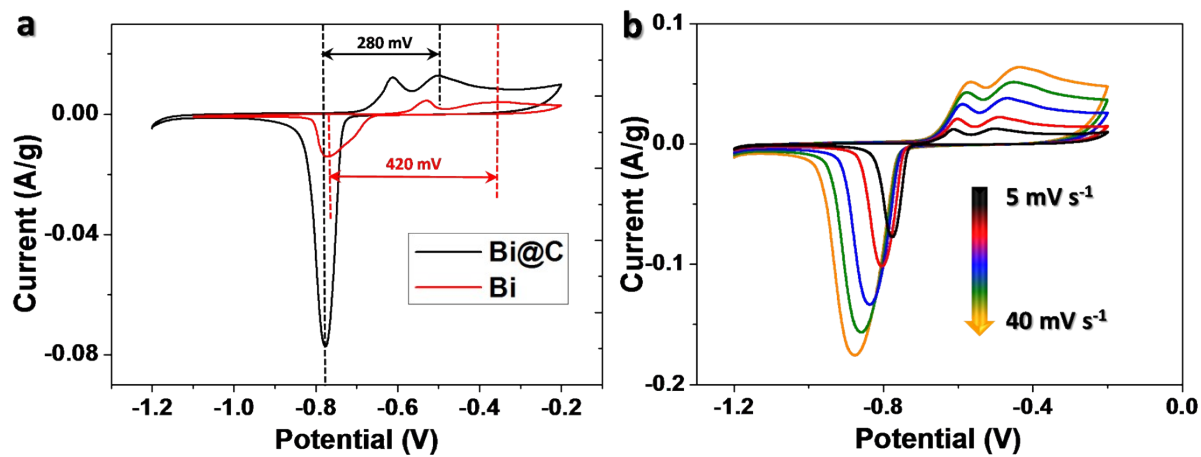 a
280 mV
420 mV
0.00
-0.04
-0.08
Current (A/g)
Bi@C
Bi
-1.2
-1.0
-0.8
-0.6
-0.4
-0.2
Potential (V)
b
0.1
0.0
-0.1
-0.2
Current (A/g)
5 mV s⁻¹
40 mV s⁻¹
-1.2
-0.8
-0.4
0.0
Potential (V)